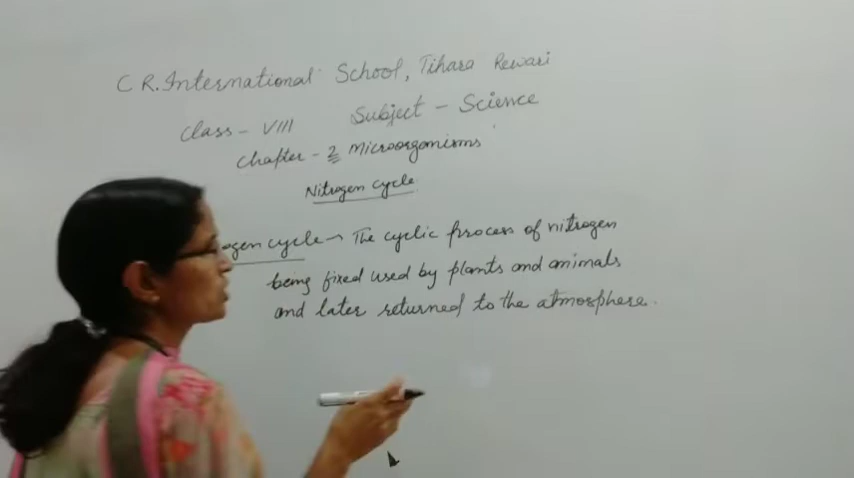 C R. International School, Tihara Rewari
Class - VIII Subject - Science
Chapter - 2 Microorganisms
Nitrogen cycle
ogen cycle - The cyclic process of nitrogen
being fixed used by plants and animals
and later returned to the atmosphere.